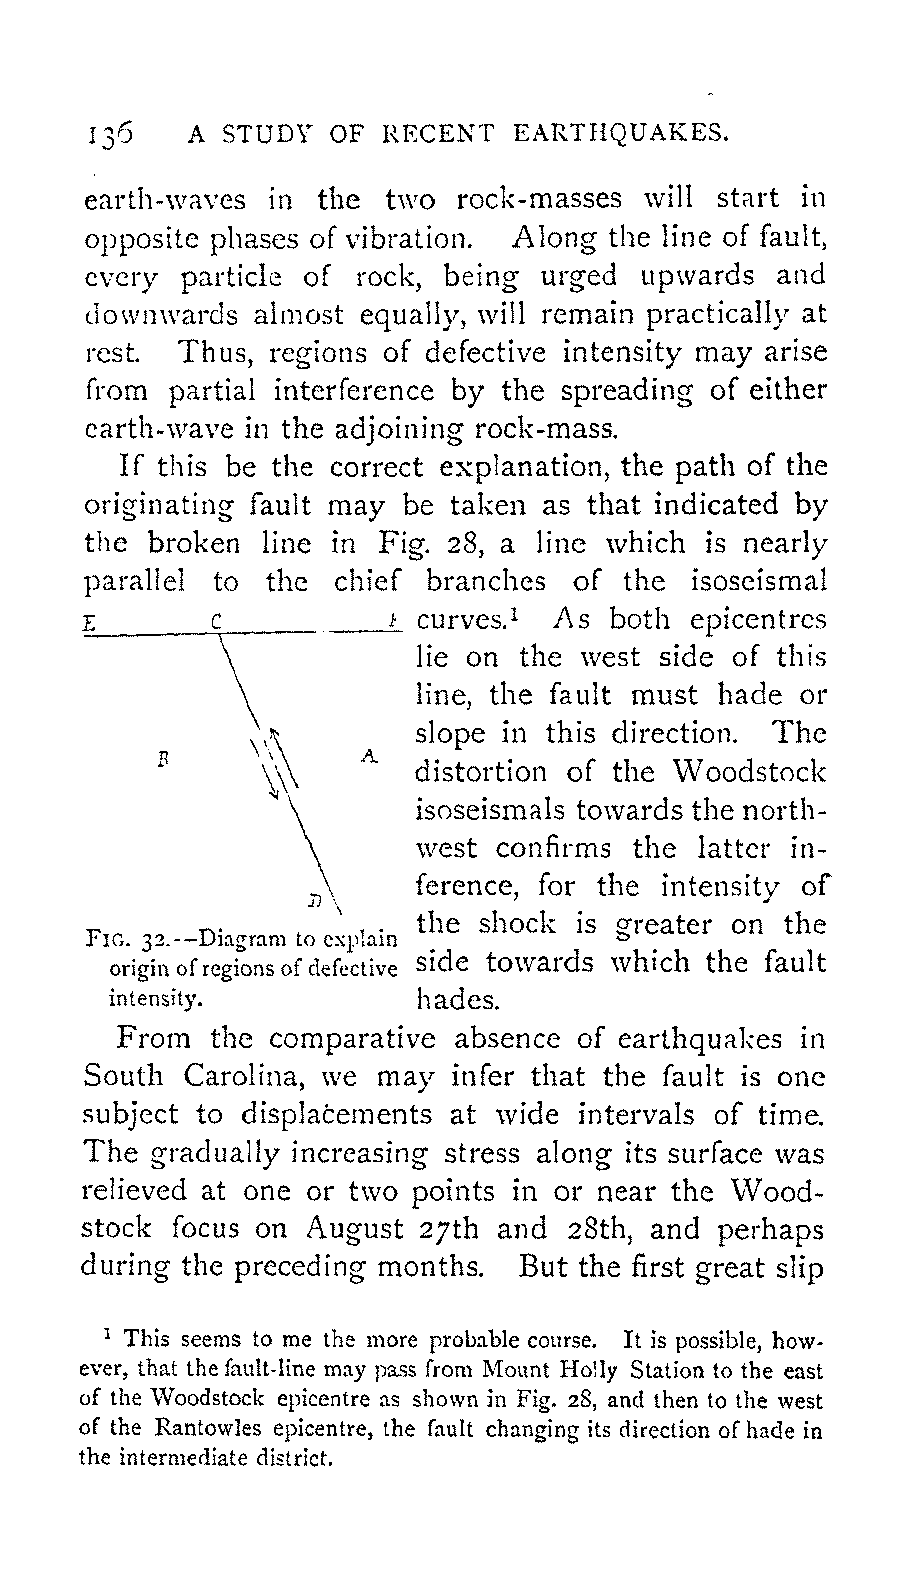 136 A STUDY OF RECENT EARTHQUAKES.
earth-waves in the two rock-masses will start in
opposite phases of vibration. Along the line of fault,
every particle of rock, being urged upwards and
downwards almost equally, will remain practically at
rest. Thus, regions of defective intensity may arise
from partial interference by the spreading of either
earth-wave in the adjoining rock-mass.
If this be the correct explanation, the path of the
originating fault may be taken as that indicated by
the broken line in Fig. 28, a line which is nearly
parallel to the chief branches of the isoseismal
curves.¹ As both epicentres
lie on the west side of this
line, the fault must hade or
slope in this direction. The
distortion of the Woodstock
isoseismals towards the north-
west confirms the latter in-
ference, for the intensity of
the shock is greater on the
side towards which the fault
hades.
E C
B A
D
FIG. 32.--Diagram to explain
origin of regions of defective
intensity.
From the comparative absence of earthquakes in
South Carolina, we may infer that the fault is one
subject to displacements at wide intervals of time.
The gradually increasing stress along its surface was
relieved at one or two points in or near the Wood-
stock focus on August 27th and 28th, and perhaps
during the preceding months. But the first great slip
¹ This seems to me the more probable course. It is possible, how-
ever, that the fault-line may pass from Mount Holly Station to the east
of the Woodstock epicentre as shown in Fig. 28, and then to the west
of the Rantowles epicentre, the fault changing its direction of hade in
the intermediate district.